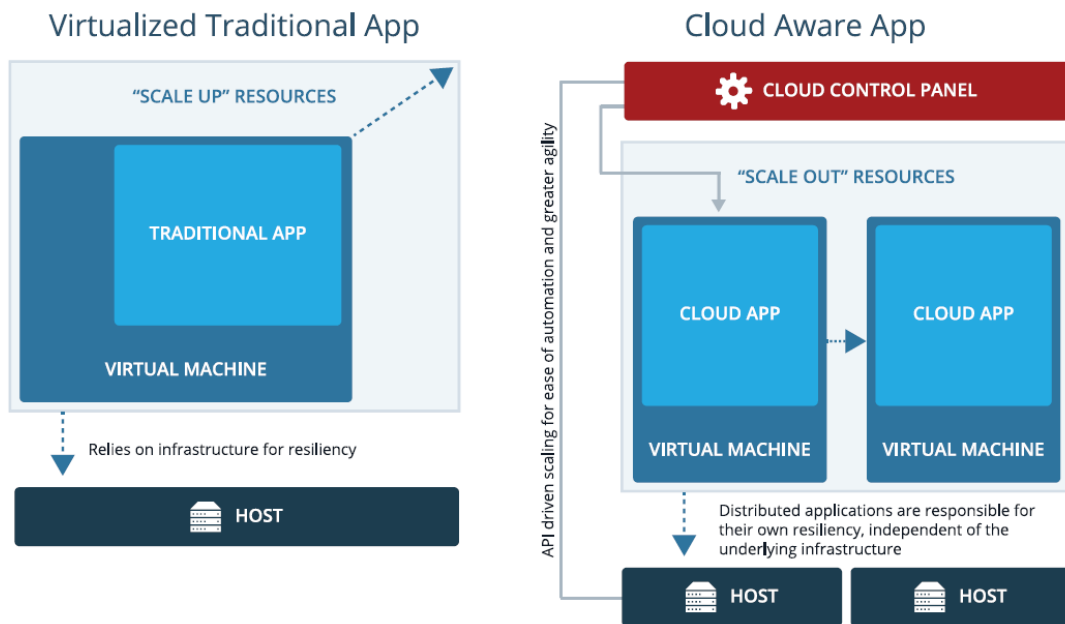 Virtualized Traditional App
"SCALE UP" RESOURCES
TRADITIONAL APP
VIRTUAL MACHINE
Relies on infrastructure for resiliency
HOST
Cloud Aware App
CLOUD CONTROL PANEL
API driven scaling for ease of automation and greater agility
"SCALE OUT" RESOURCES
CLOUD APP
CLOUD APP
VIRTUAL MACHINE
VIRTUAL MACHINE
Distributed applications are responsible for
their own resiliency, independent of the
underlying infrastructure
HOST
HOST